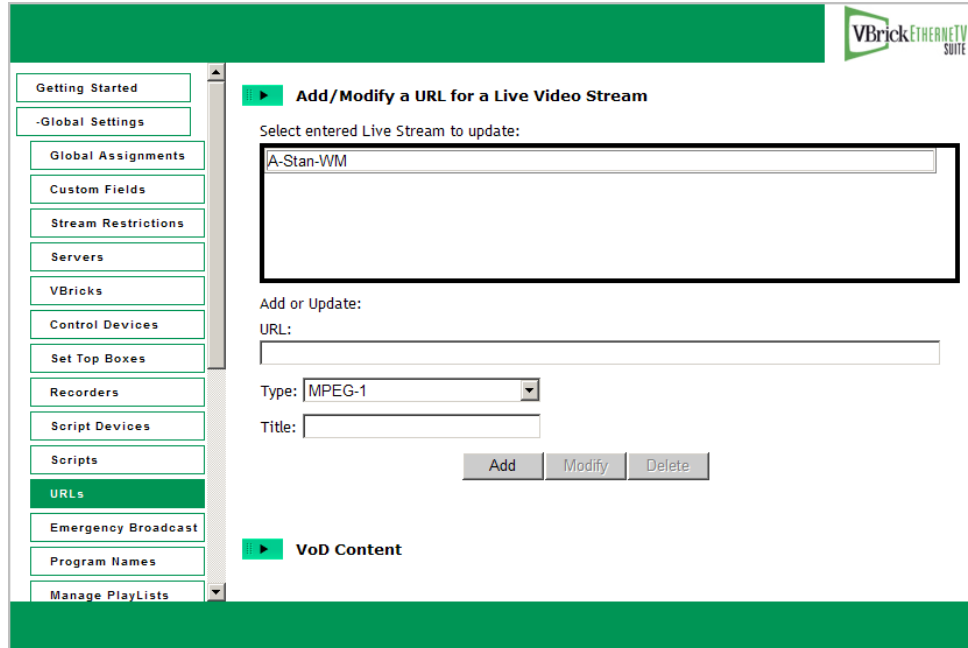 VBrick ETHERNETV
SUITE
Getting Started
-Global Settings
Global Assignments
Custom Fields
Stream Restrictions
Servers
VBricks
Control Devices
Set Top Boxes
Recorders
Script Devices
Scripts
URLs
Emergency Broadcast
Program Names
Manage PlayLists
Add/Modify a URL for a Live Video Stream
Select entered Live Stream to update:
A-Stan-WM
Add or Update:
URL:
Type: MPEG-1
Title:
Add Modify Delete
VoD Content